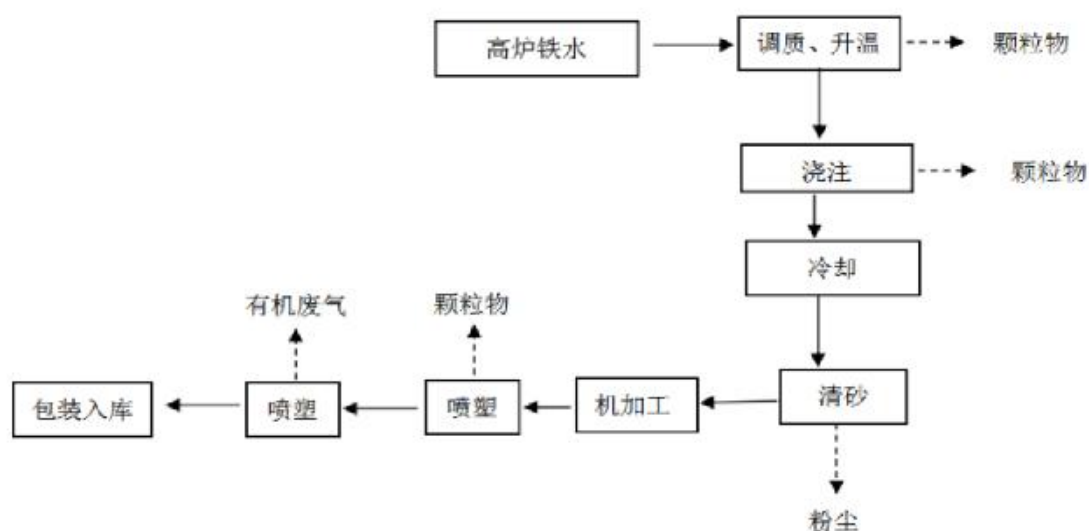 高炉铁水
调质、升温
颗粒物
浇注
颗粒物
冷却
有机废气
颗粒物
包装入库
喷塑
喷塑
机加工
清砂
粉尘